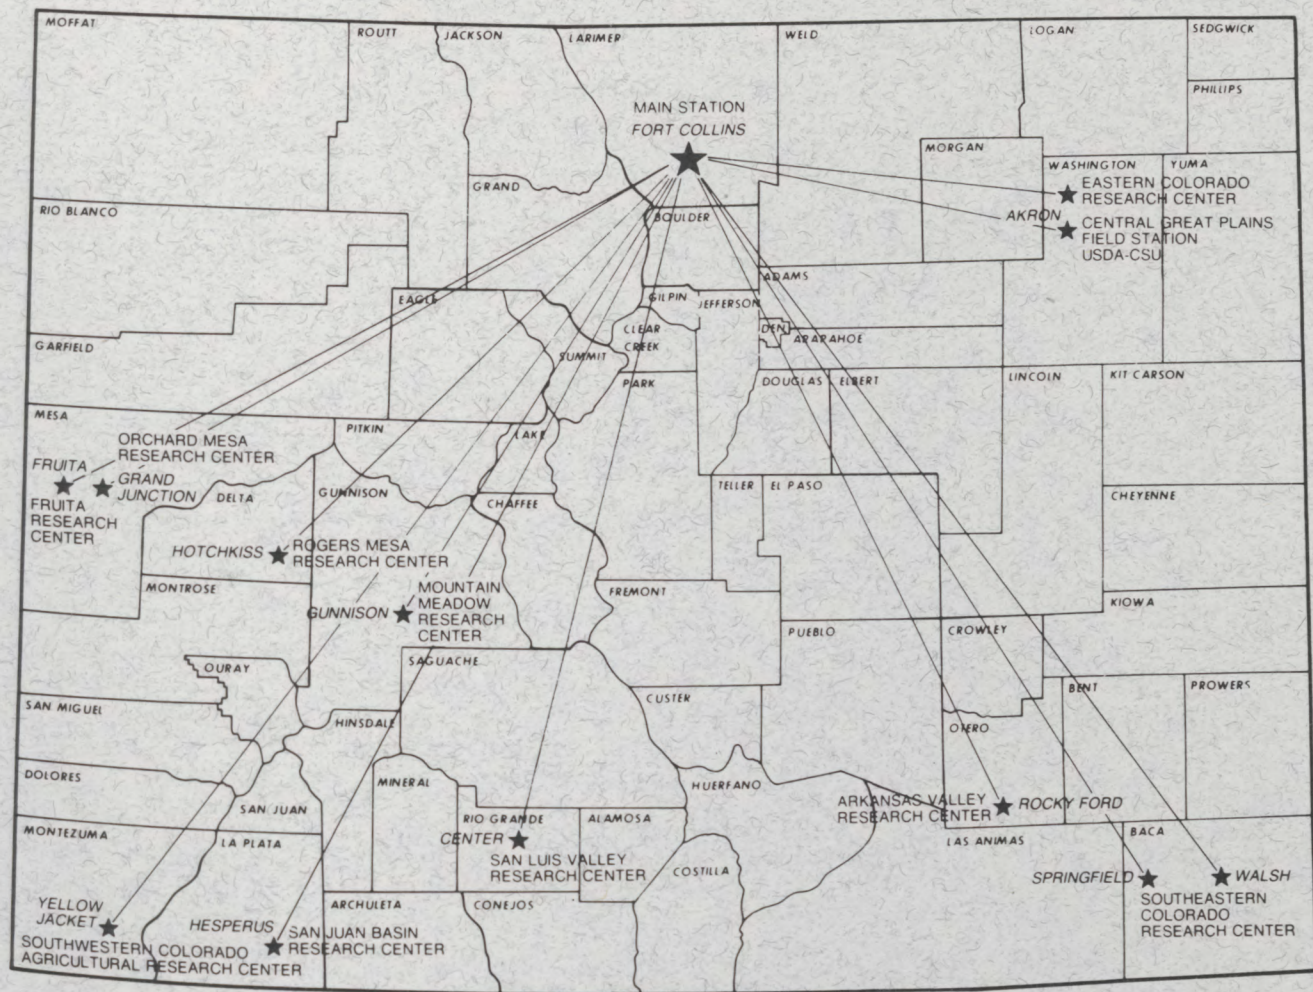 MOFFAT
ROUTT
JACKSON
LARIMER
WELD
LOGAN
SEDGWICK
PHILLIPS
MAIN STATION
FORT COLLINS
MORGAN
WASHINGTON
YUMA
GRAND
EASTERN COLORADO
RESEARCH CENTER
RIO BLANCO
BOULDER
AKRON
CENTRAL GREAT PLAINS
FIELD STATION
USDA-CSU
ADAMS
EAGLE
GILPIN
JEFFERSON
CLEAR
CREEK
DEN
ARAPAHOE
GARFIELD
SUMMIT
PARK
DOUGLAS
ELBERT
LINCOLN
KIT CARSON
MESA
PITKIN
LAKE
ORCHARD MESA
RESEARCH CENTER
FRUITA
GRAND
JUNCTION
FRUITA
RESEARCH
CENTER
DELTA
GUNNISON
CHAFFEE
TELLER
EL PASO
CHEYENNE
HOTCHKISS
ROGERS MESA
RESEARCH CENTER
MONTROSE
GUNNISON
MOUNTAIN
MEADOW
RESEARCH
CENTER
FREMONT
KIOWA
PUEBLO
CROWLEY
OURAY
SAGUACHE
CUSTER
BENT
PROWERS
SAN MIGUEL
HINSDALE
OTERO
DOLORES
MINERAL
HUERFANO
SAN JUAN
ARKANSAS VALLEY
RESEARCH CENTER
ROCKY FORD
MONTEZUMA
LA PLATA
RIO GRANDE
ALAMOSA
CENTER
SAN LUIS VALLEY
RESEARCH CENTER
COSTILLA
LAS ANIMAS
BACA
SPRINGFIELD
WALSH
SOUTHEASTERN
COLORADO
RESEARCH CENTER
YELLOW
JACKET
SOUTHWESTERN COLORADO
AGRICULTURAL RESEARCH CENTER
HESPERUS
SAN JUAN BASIN
RESEARCH CENTER
ARCHULETA
CONEJOS